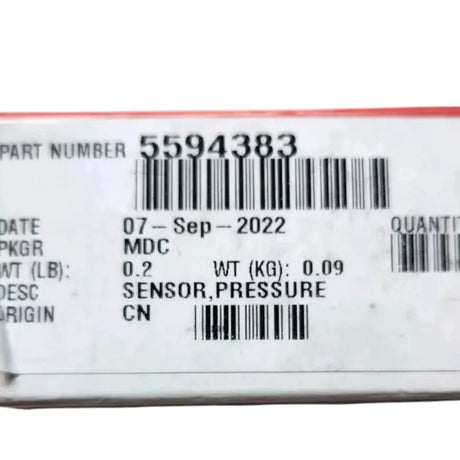 PART NUMBER 5594383
DATE 07-Sep-2022 QUANTIT
PKGR MDC
WT (LB): 0.2 WT (KG): 0.09
DESC SENSOR,PRESSURE
ORIGIN CN